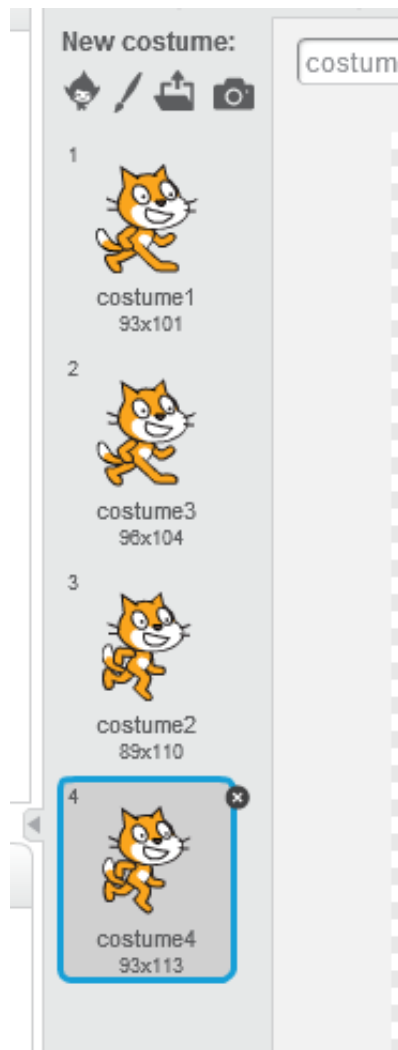 New costume:
costum
1
costume1
93x101
2
costume3
96x104
3
costume2
89x110
4
costume4
93x113